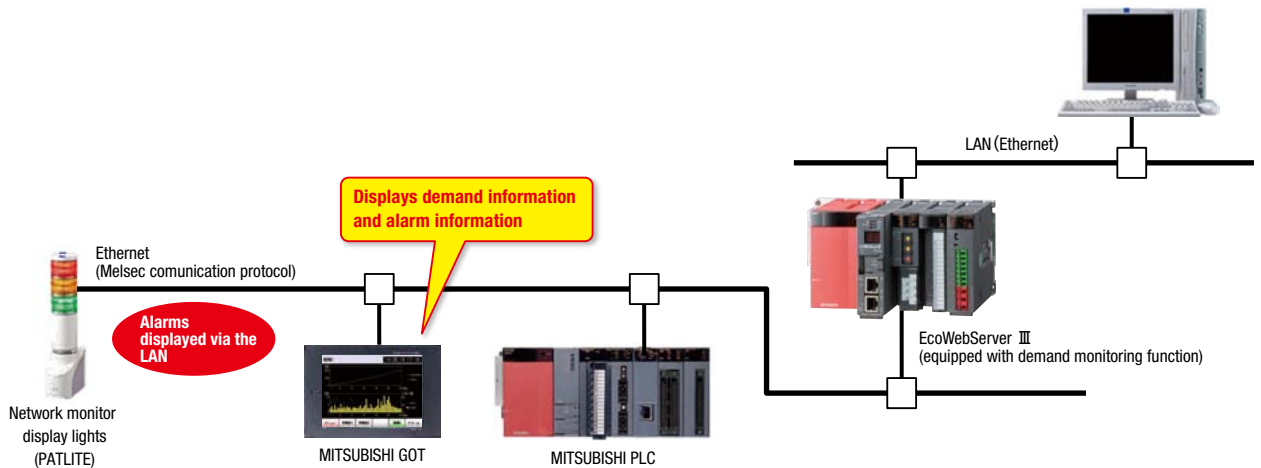 LAN (Ethernet)
Displays demand information
and alarm information
Ethernet
(Melsec comunication protocol)
Alarms
displayed via the
LAN
EcoWebServer Ⅲ
(equipped with demand monitoring function)
Network monitor
display lights
(PATLITE)
MITSUBISHI GOT
MITSUBISHI PLC